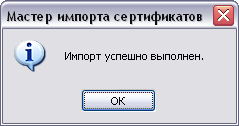 Мастер импорта сертификатов
Импорт успешно выполнен.
OK